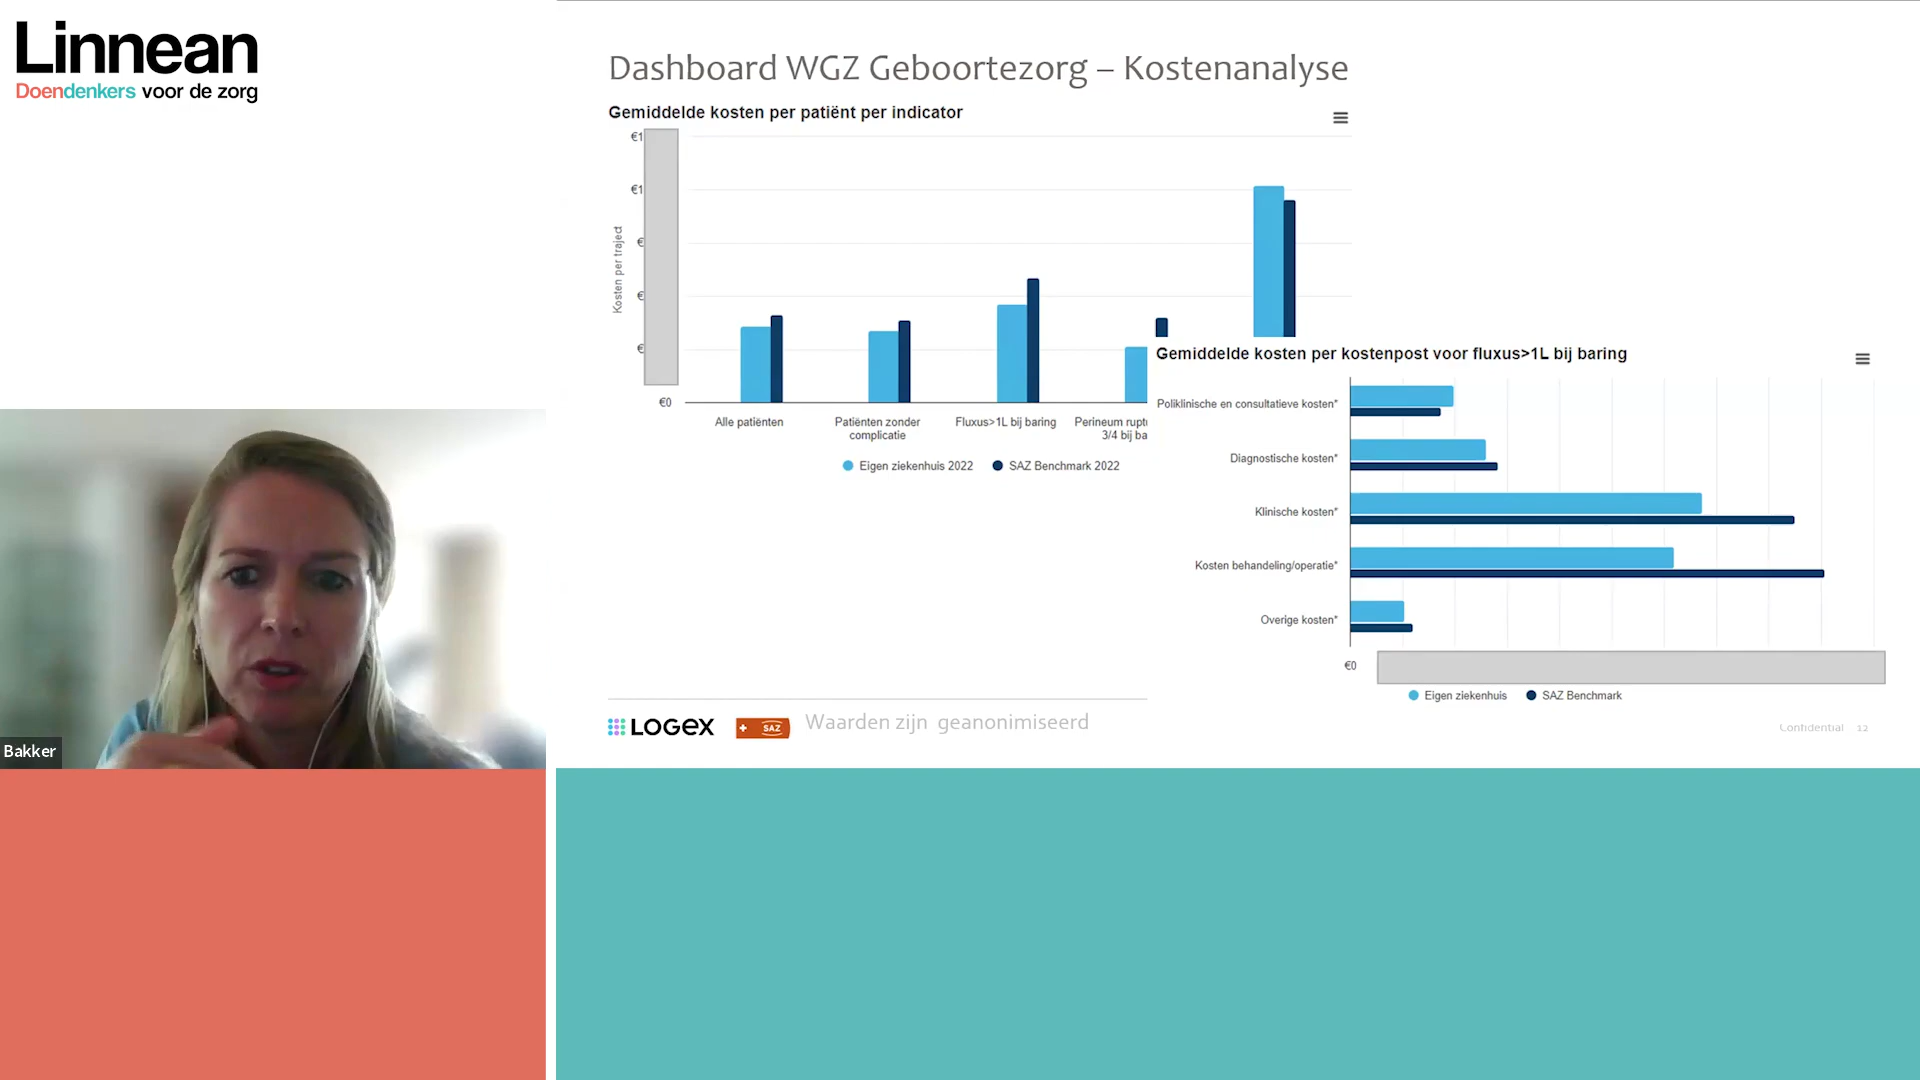 Linnean
Doendenkers voor de zorg
Dashboard WGZ Geboortezorg – Kostenanalyse
Gemiddelde kosten per patiënt per indicator
€1
€1
€
€
€
€0
Kosten per traject
Alle patiënten
Patiënten zonder
complicatie
Fluxus>1L bij baring
Perineum ruptu
3/4 bij ba
Eigen ziekenhuis 2022
SAZ Benchmark 2022
Gemiddelde kosten per kostenpost voor fluxus>1L bij baring
Poliklinische en consultatieve kosten*
Diagnostische kosten*
Klinische kosten*
Kosten behandeling/operatie*
Overige kosten*
€0
Eigen ziekenhuis
SAZ Benchmark
LOGEX
SAZ
Waarden zijn geanonimiseerd
Confidential 12
Bakker